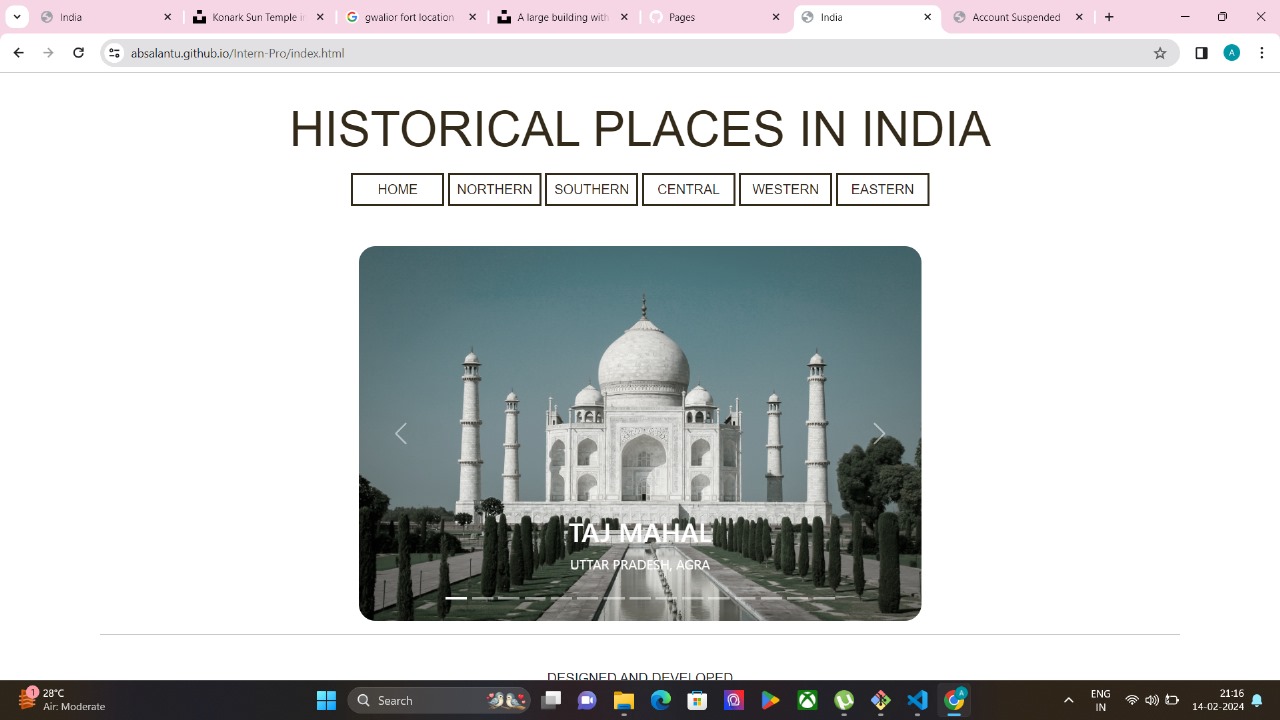 India
Konark Sun Temple i
gwalior fort location
A large building with
Pages
India
Account Suspended
absalantu.github.io/Intern-Pro/index.html
A
HISTORICAL PLACES IN INDIA
HOME
NORTHERN
SOUTHERN
CENTRAL
WESTERN
EASTERN
TAJ MAHAL
UTTAR PRADESH, AGRA
DESIGNED AND DEVELOPED
1
28°C
Air: Moderate
Search
A
ENG
IN
21:16
14-02-2024